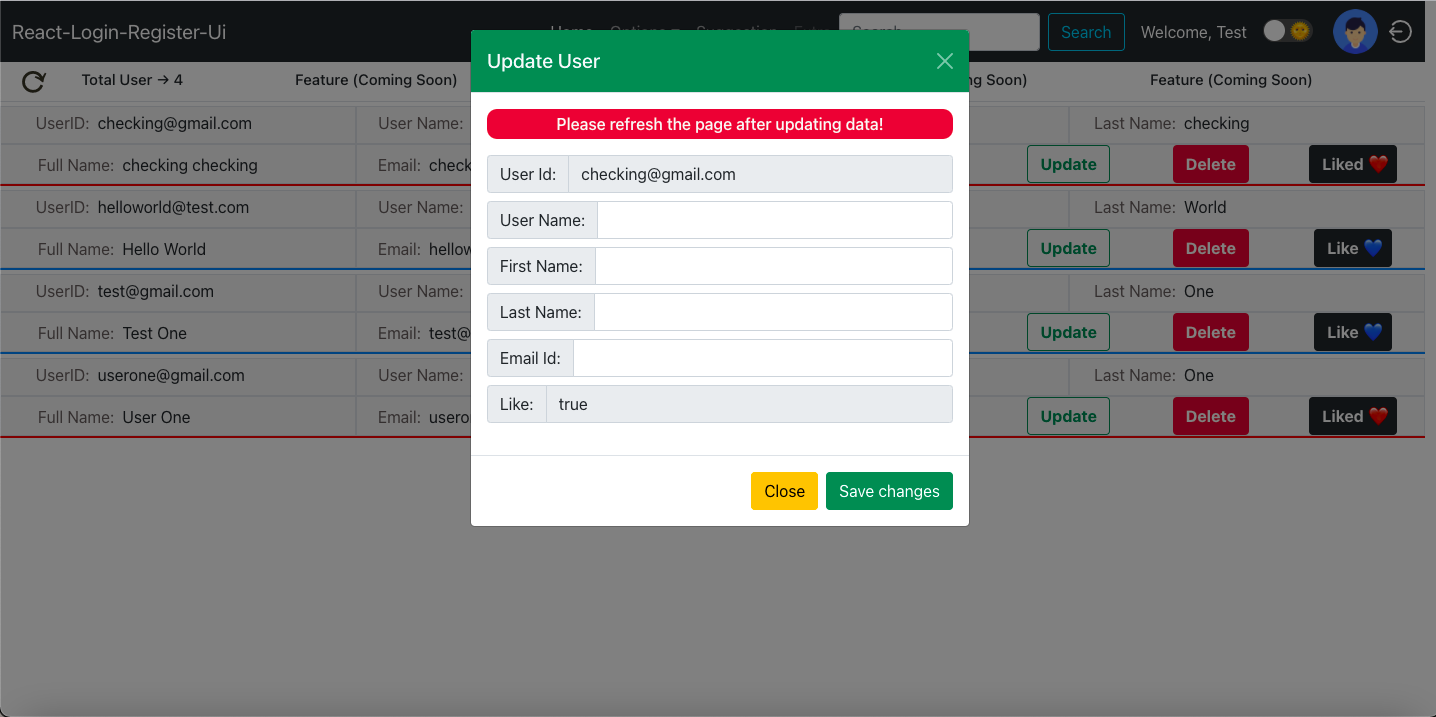 React-Login-Register-Ui Home Options Suggestion Search Search Welcome, Test
Total User → 4 Feature (Coming Soon) ng Soon) Feature (Coming Soon)
UserID: checking@gmail.com User Name: Last Name: checking
Full Name: checking checking Email: check Update Delete Liked ❤️
UserID: helloworld@test.com User Name: Last Name: World
Full Name: Hello World Email: hellow Update Delete Like 💙
UserID: test@gmail.com User Name: Last Name: One
Full Name: Test One Email: test@ Update Delete Like 💙
UserID: userone@gmail.com User Name: Last Name: One
Full Name: User One Email: usero Update Delete Liked ❤️
Update User
Please refresh the page after updating data!
User Id: checking@gmail.com
User Name:
First Name:
Last Name:
Email Id:
Like: true
Close Save changes